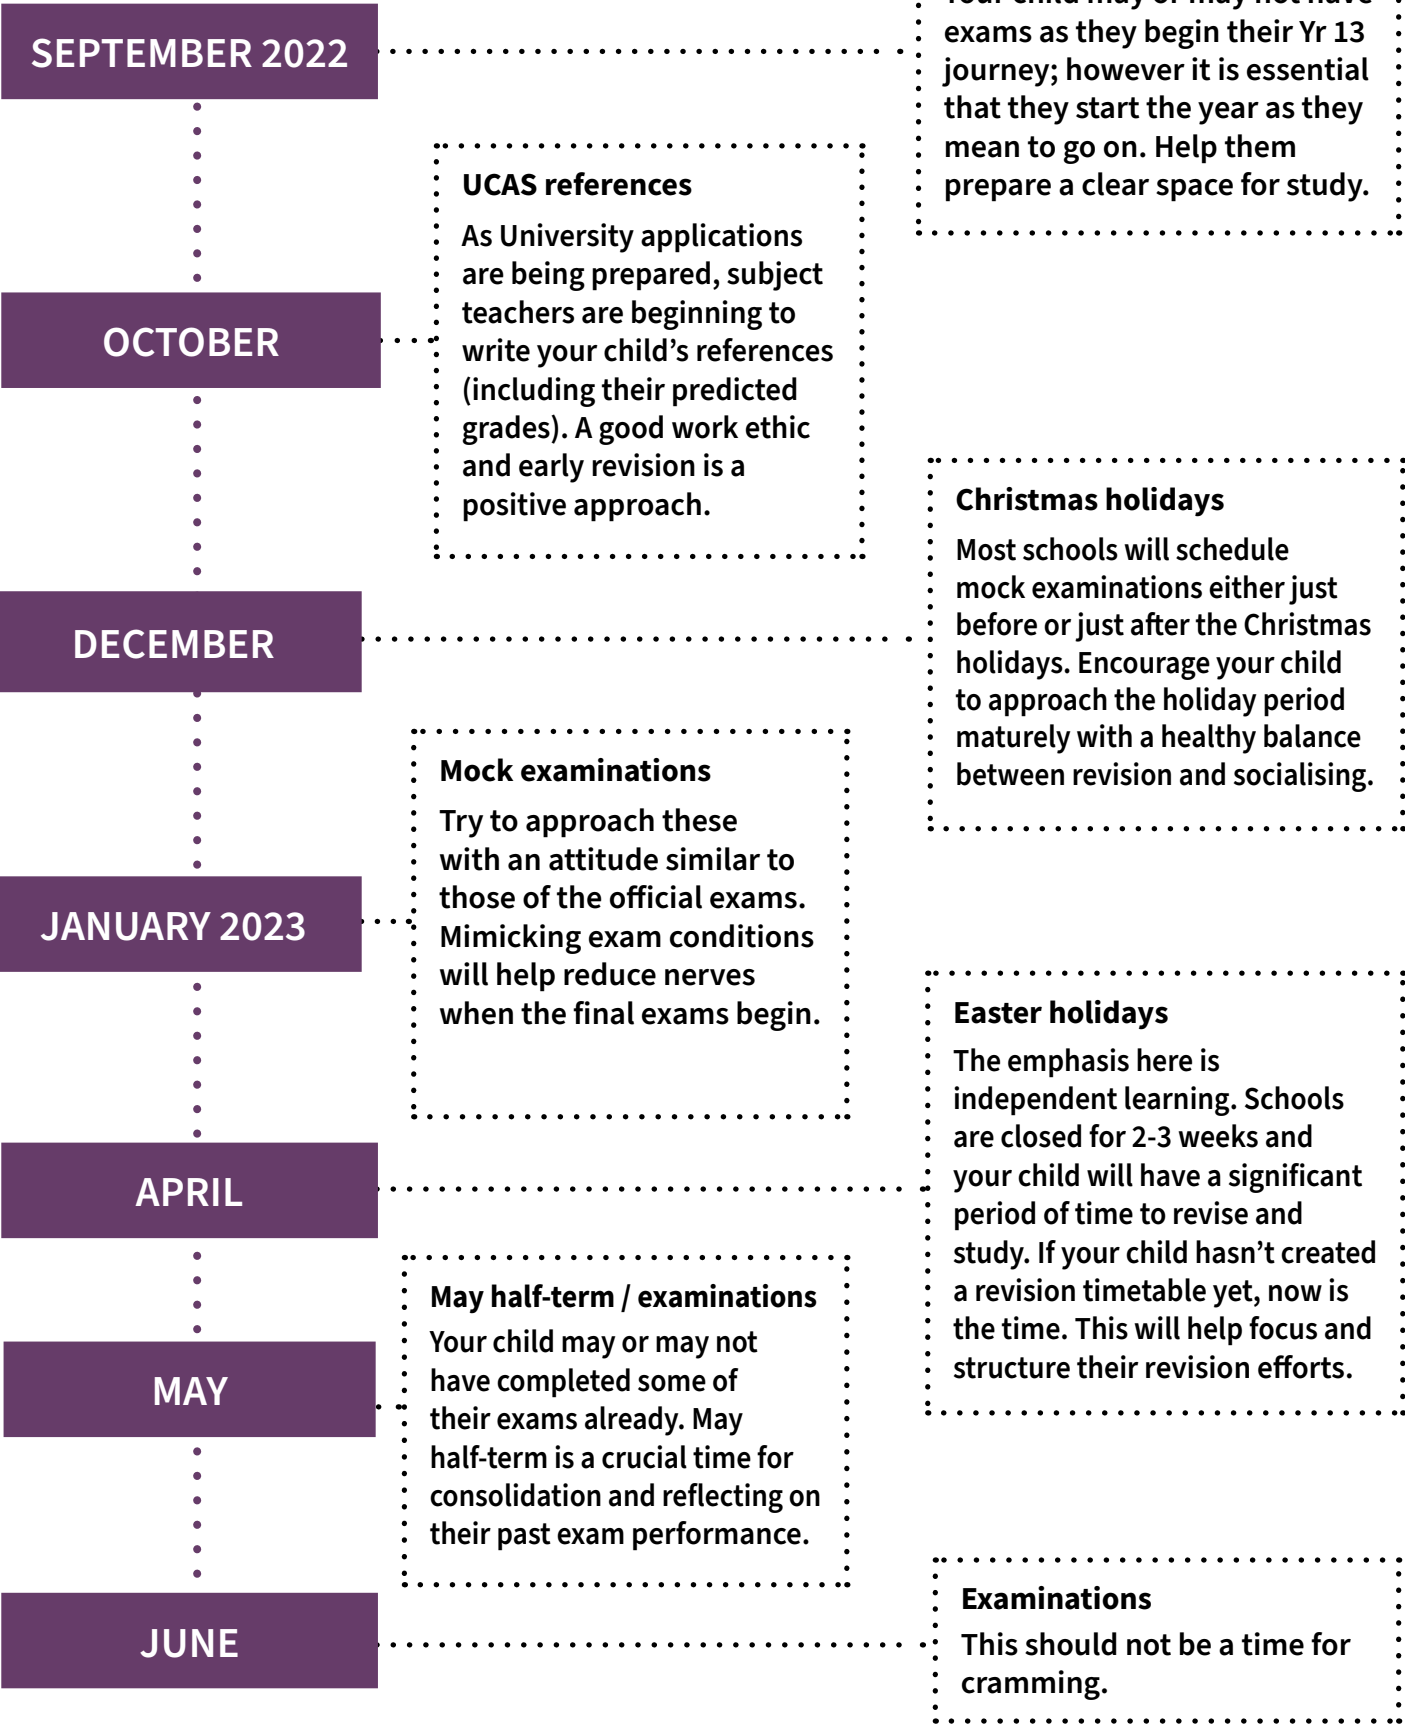 SEPTEMBER 2022
Your child may or may not have
exams as they begin their Yr 13
journey; however it is essential
that they start the year as they
mean to go on. Help them
prepare a clear space for study.
OCTOBER
UCAS references
As University applications
are being prepared, subject
teachers are beginning to
write your child’s references
(including their predicted
grades). A good work ethic
and early revision is a
positive approach.
DECEMBER
Christmas holidays
Most schools will schedule
mock examinations either just
before or just after the Christmas
holidays. Encourage your child
to approach the holiday period
maturely with a healthy balance
between revision and socialising.
JANUARY 2023
Mock examinations
Try to approach these
with an attitude similar to
those of the official exams.
Mimicking exam conditions
will help reduce nerves
when the final exams begin.
APRIL
Easter holidays
The emphasis here is
independent learning. Schools
are closed for 2-3 weeks and
your child will have a significant
period of time to revise and
study. If your child hasn’t created
a revision timetable yet, now is
the time. This will help focus and
structure their revision efforts.
MAY
May half-term / examinations
Your child may or may not
have completed some of
their exams already. May
half-term is a crucial time for
consolidation and reflecting on
their past exam performance.
JUNE
Examinations
This should not be a time for
cramming.